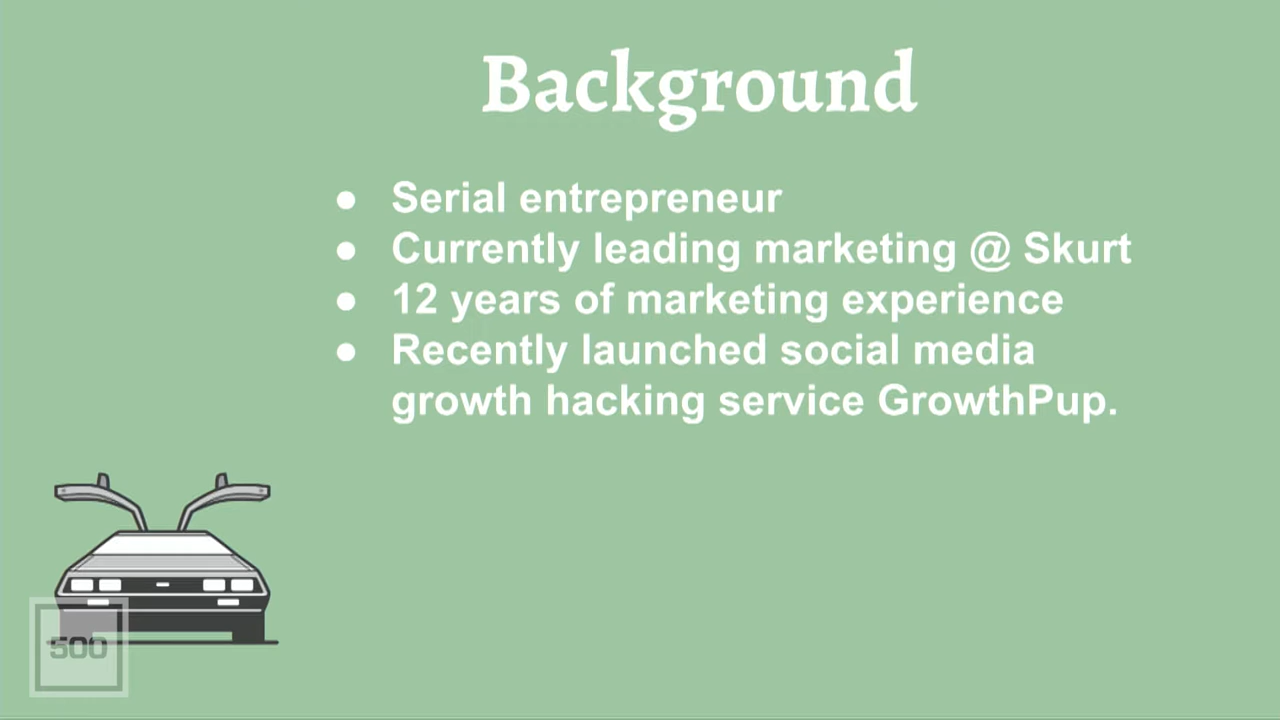 Background
● Serial entrepreneur
● Currently leading marketing @ Skurt
● 12 years of marketing experience
● Recently launched social media
growth hacking service GrowthPup.
500